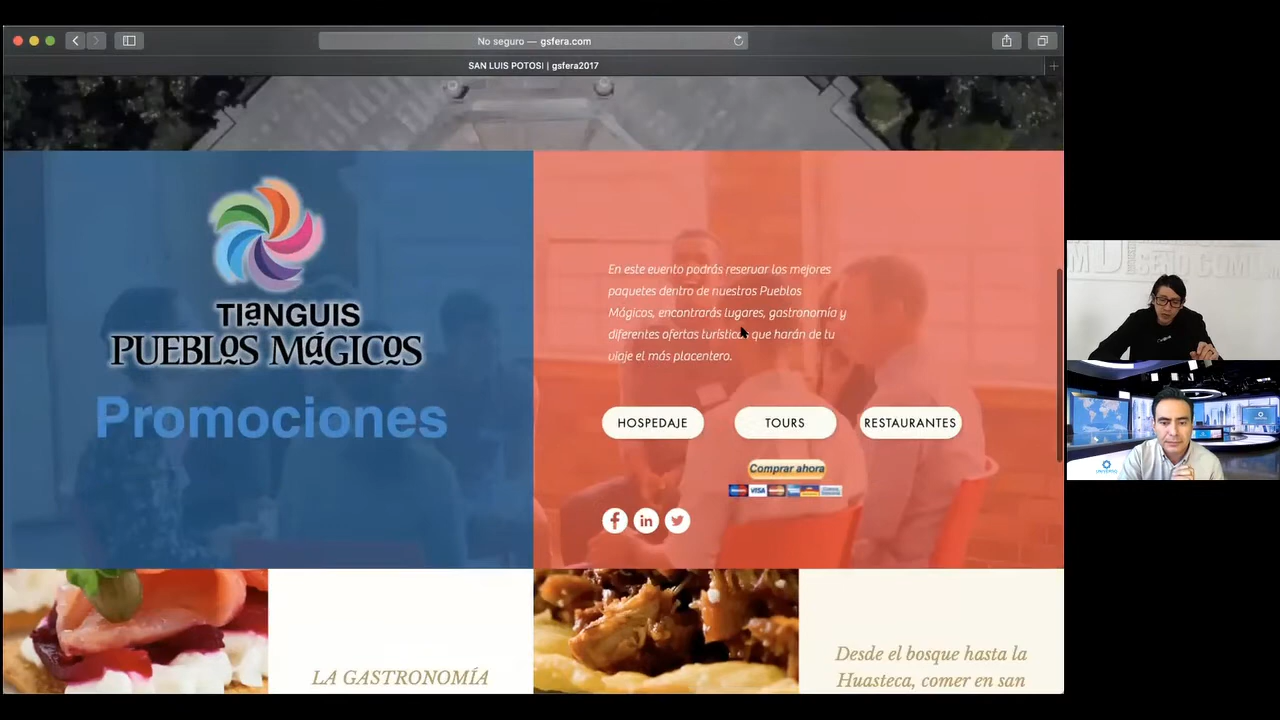 No seguro — gsfera.com
SAN LUIS POTOSI | gsfera2017
TIaNGUIS
PUEBLOS MáGICOS
Promociones
En este evento podrás reservar los mejores
paquetes dentro de nuestros Pueblos
Mágicos, encontrarás lugares, gastronomía y
diferentes ofertas turísticas que harán de tu
viaje el más placentero.
HOSPEDAJE
TOURS
RESTAURANTES
Comprar ahora
VISA
LA GASTRONOMÍA
Desde el bosque hasta la
Huasteca, comer en san